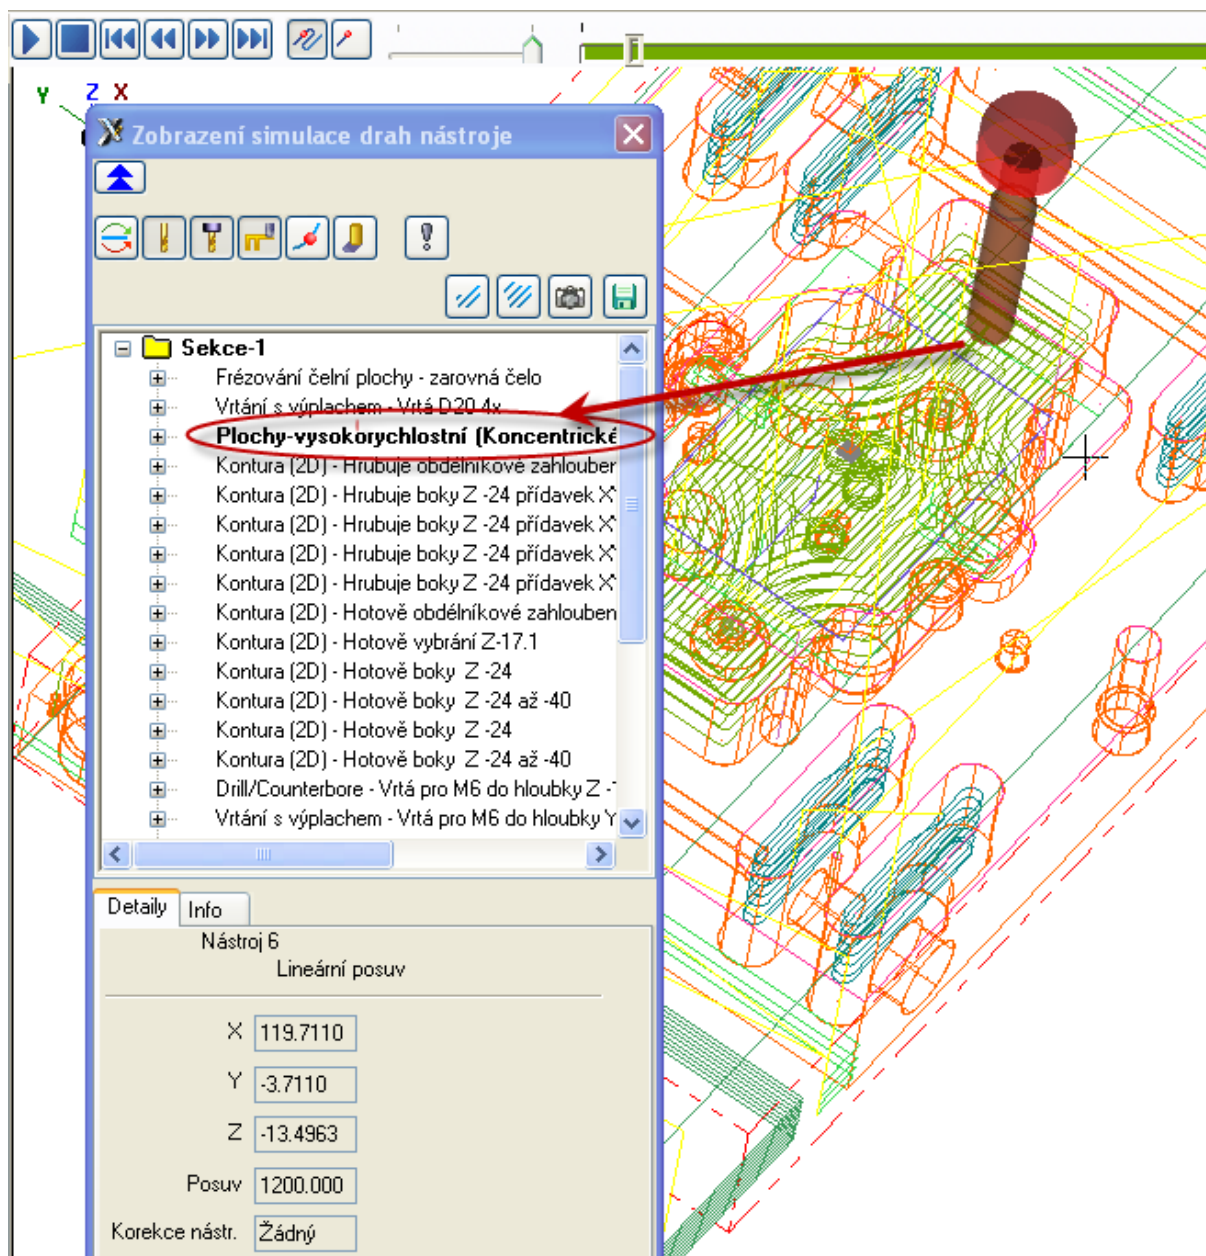 Y Z X
Zobrazení simulace drah nástroje
Sekce-1
Frézování čelní plochy - zarovná čelo
Vrtání s výplachem - Vrtá D20 4x
Plochy-vysokorychlostní (Koncentrické
Kontura (2D) - Hrubuje obdélníkové zahlouben
Kontura (2D) - Hrubuje boky Z -24 přídavek X
Kontura (2D) - Hrubuje boky Z -24 přídavek X
Kontura (2D) - Hrubuje boky Z -24 přídavek X
Kontura (2D) - Hrubuje boky Z -24 přídavek X
Kontura (2D) - Hotově obdélníkové zahlouben
Kontura (2D) - Hotově vybrání Z-17.1
Kontura (2D) - Hotově boky Z -24
Kontura (2D) - Hotově boky Z -24 až -40
Kontura (2D) - Hotově boky Z -24
Kontura (2D) - Hotově boky Z -24 až -40
Drill/Counterbore - Vrtá pro M6 do hloubky Z -
Vrtání s výplachem - Vrtá pro M6 do hloubky Y
Detaily Info
Nástroj 6
Lineární posuv
X 119.7110
Y -3.7110
Z -13.4963
Posuv 1200.000
Korekce nástr. Žádný